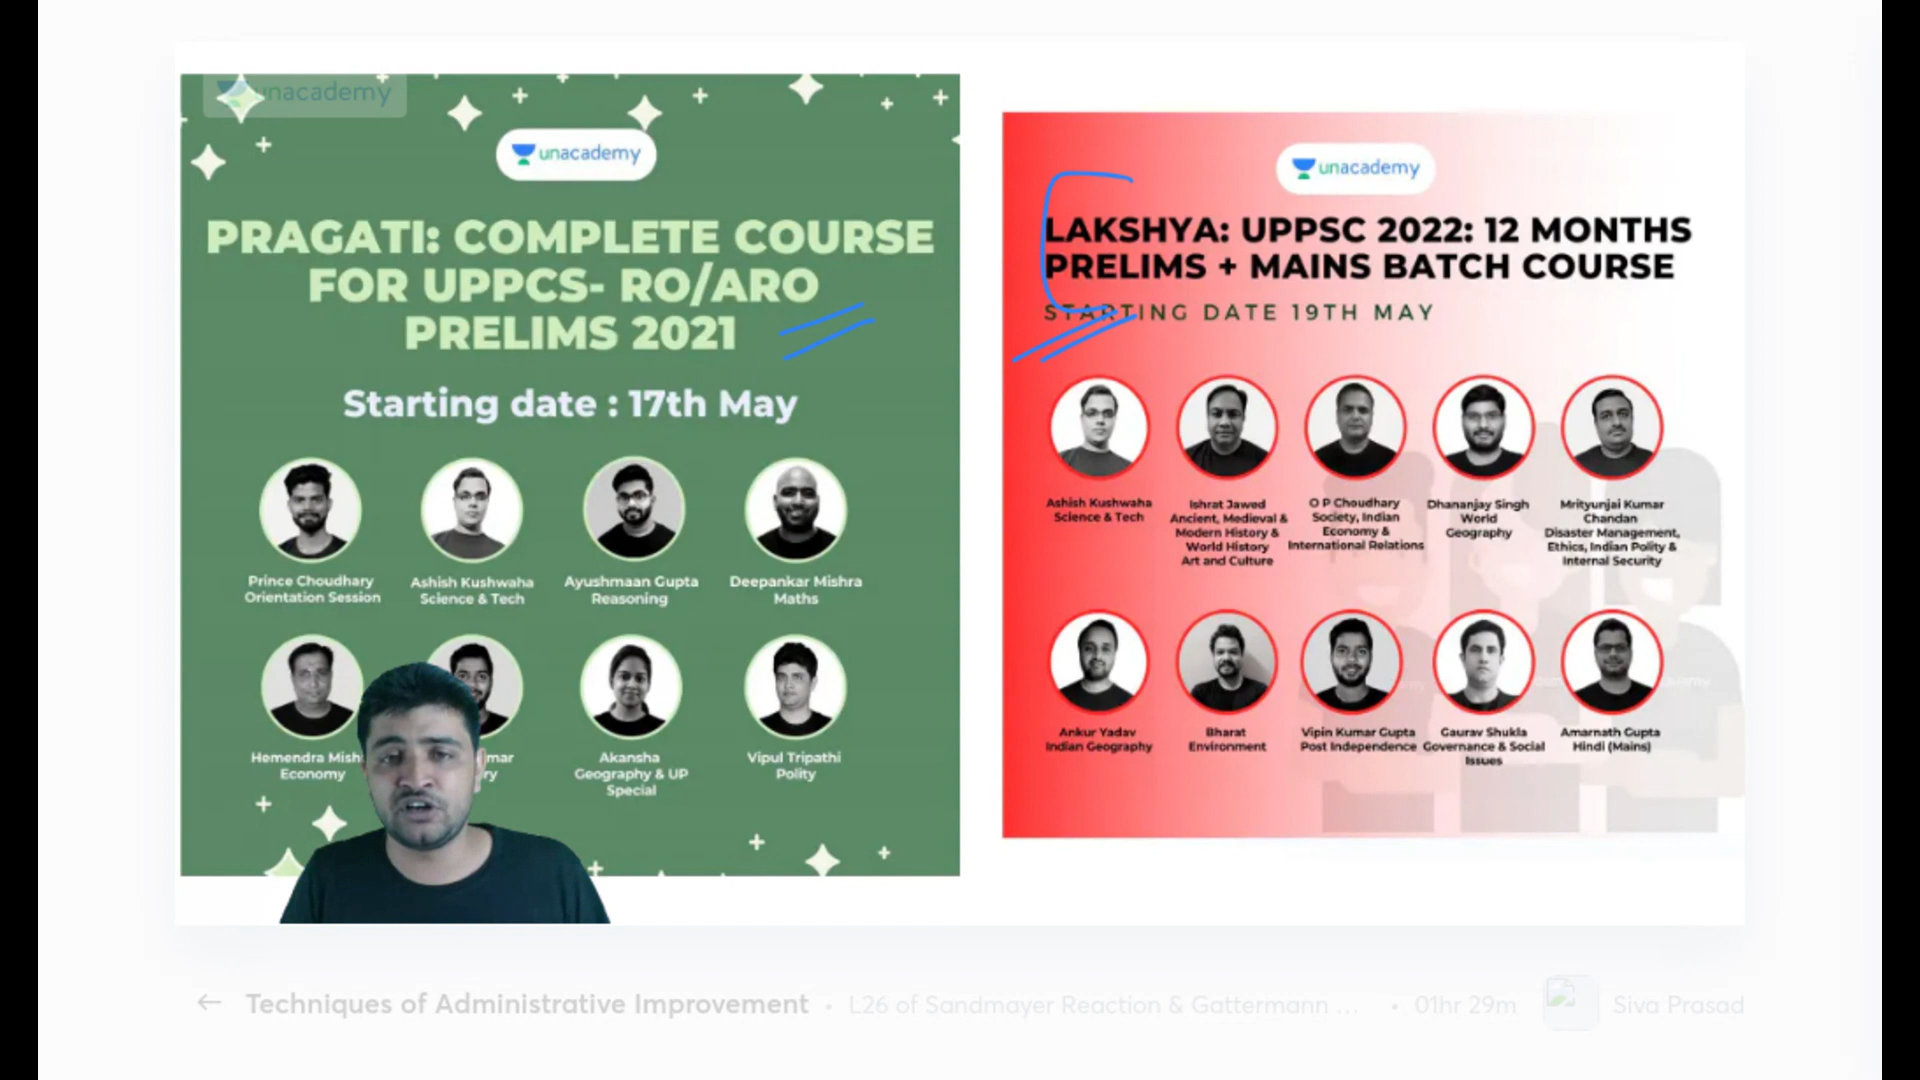 unacademy
unacademy
PRAGATI: COMPLETE COURSE
FOR UPPCS- RO/ARO
PRELIMS 2021
Starting date : 17th May
Prince Choudhary
Orientation Session
Ashish Kushwaha
Science & Tech
Ayushmaan Gupta
Reasoning
Deepankar Mishra
Maths
Hemendra
Economy
Akansha
Geography & UP
Special
Vipul Tripathi
Polity
unacademy
LAKSHYA: UPPSC 2022: 12 MONTHS
PRELIMS + MAINS BATCH COURSE
STARTING DATE 19TH MAY
Ashish Kushwaha
Science & Tech
Ishrat Jawed
Ancient, Medieval &
Modern History &
World History
Art and Culture
O P Choudhary
Society, Indian
Economy &
International Relations
Dhananjay Singh
World
Geography
Mrityunjai Kumar
Chandan
Disaster Management,
Ethics, Indian Polity &
Internal Security
Ankur Yadav
Indian Geography
Bharat
Environment
Vipin Kumar Gupta
Post Independence
Gaurav Shukla
Governance & Social
Issues
Amarnath Gupta
Hindi (Mains)
Techniques of Administrative Improvement • L26 of Sandmayer Reaction & Gattermann ... • 01hr 29m Siva Prasad